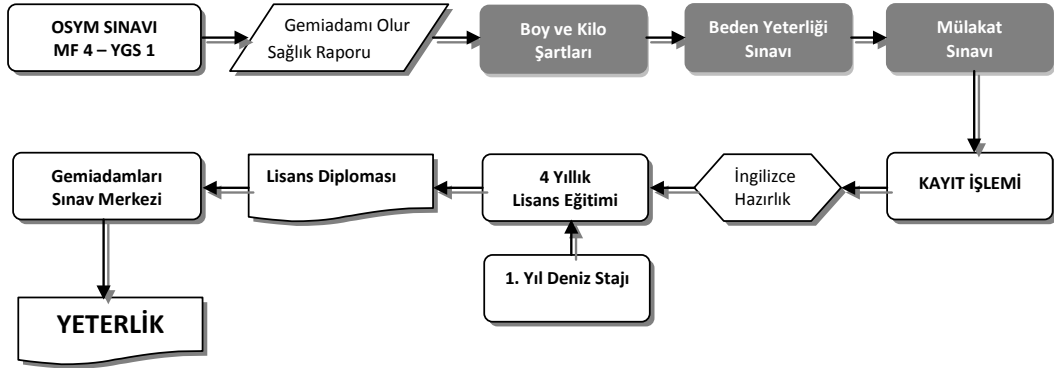 OSYM SINAVI
MF 4 – YGS 1
Gemiadamı Olur
Sağlık Raporu
Boy ve Kilo
Şartları
Beden Yeterliği
Sınavı
Mülakat
Sınavı
KAYIT İŞLEMİ
İngilizce
Hazırlık
4 Yıllık
Lisans Eğitimi
1. Yıl Deniz Stajı
Lisans Diploması
Gemiadamları
Sınav Merkezi
YETERLİK